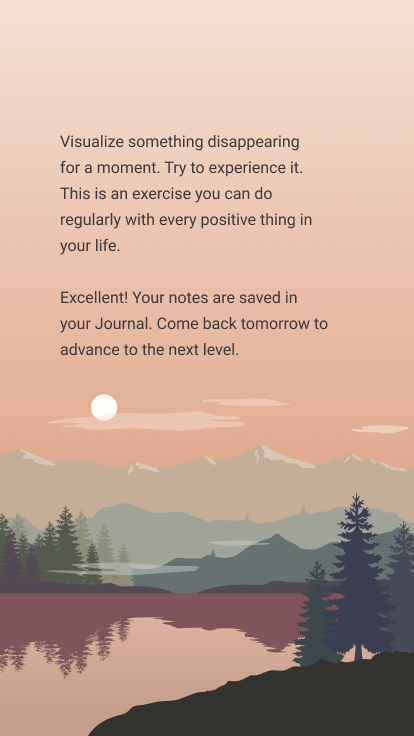 Visualize something disappearing
for a moment. Try to experience it.
This is an exercise you can do
regularly with every positive thing in
your life.
Excellent! Your notes are saved in
your Journal. Come back tomorrow to
advance to the next level.